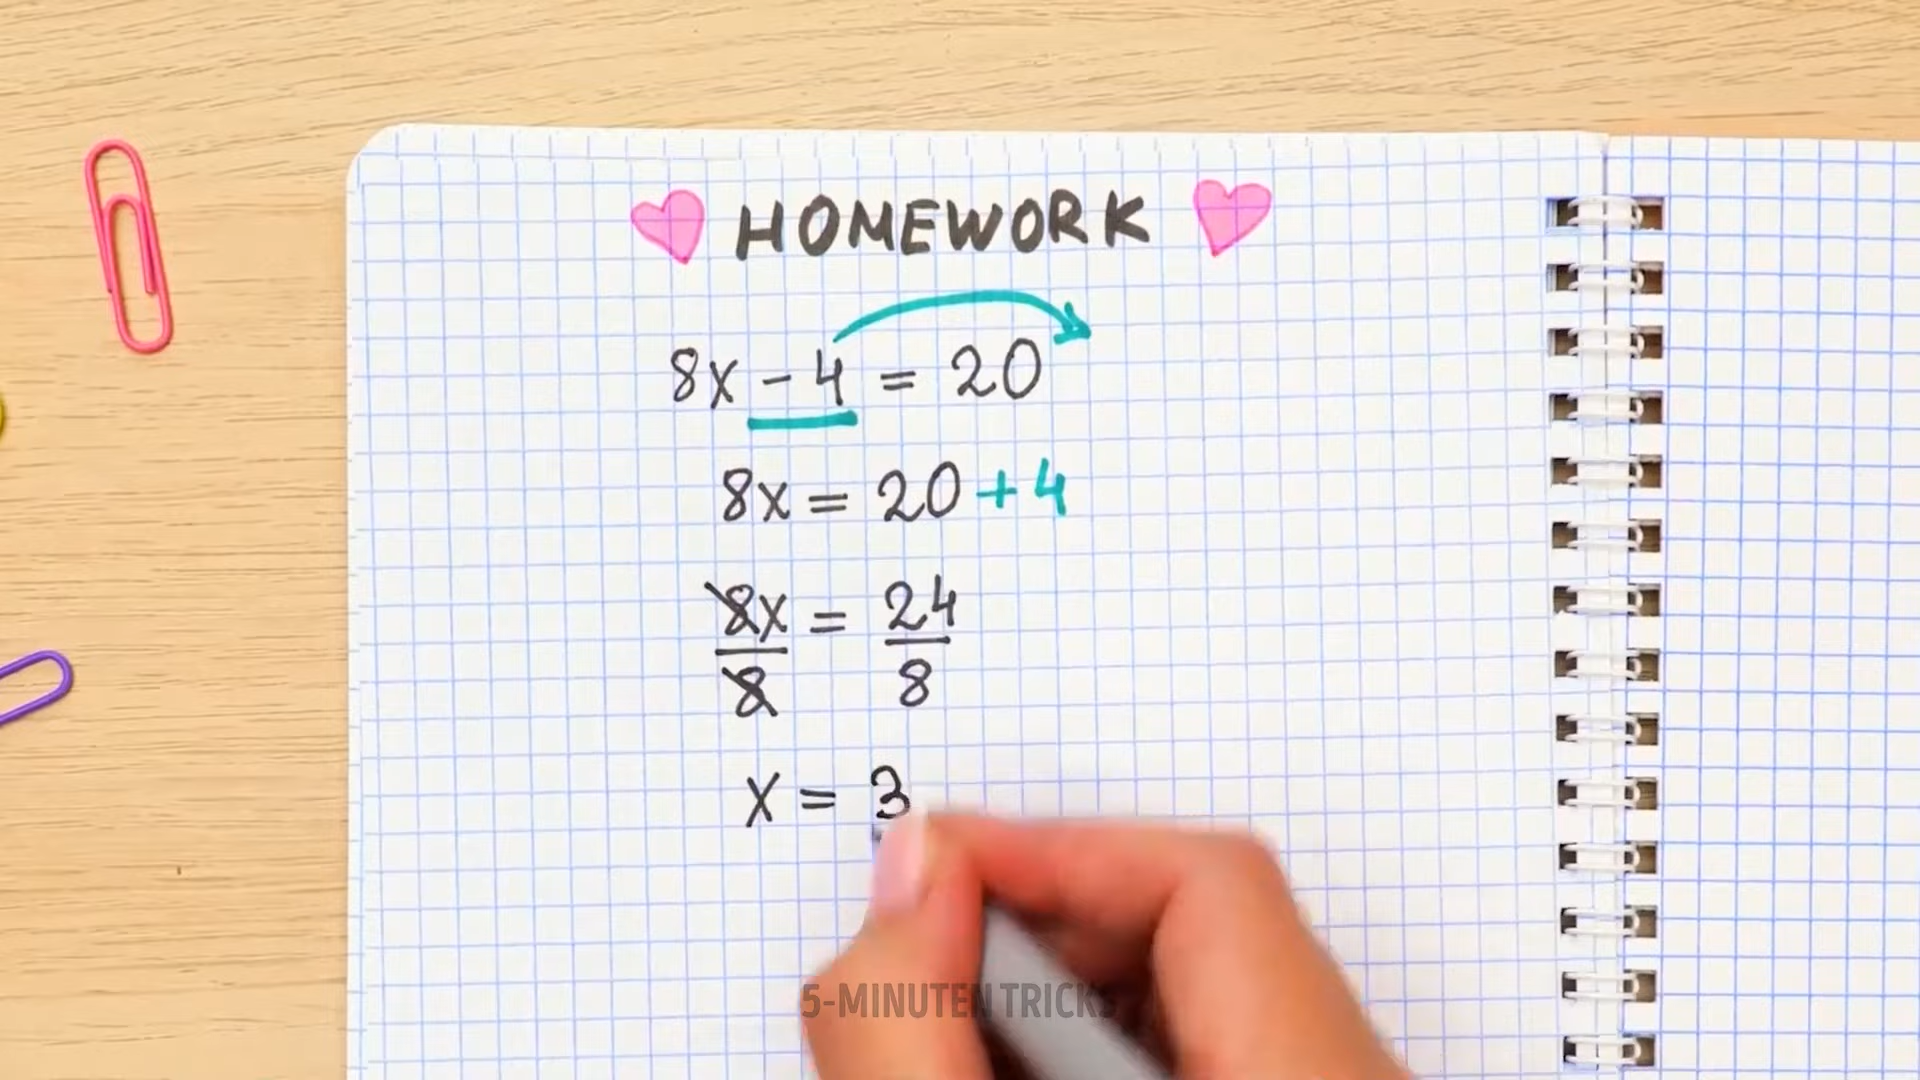 HOMEWORK
8x - 4 = 20
8x = 20 + 4
8x/8 = 24/8
x = 3
5-MINUTEN TRICKS